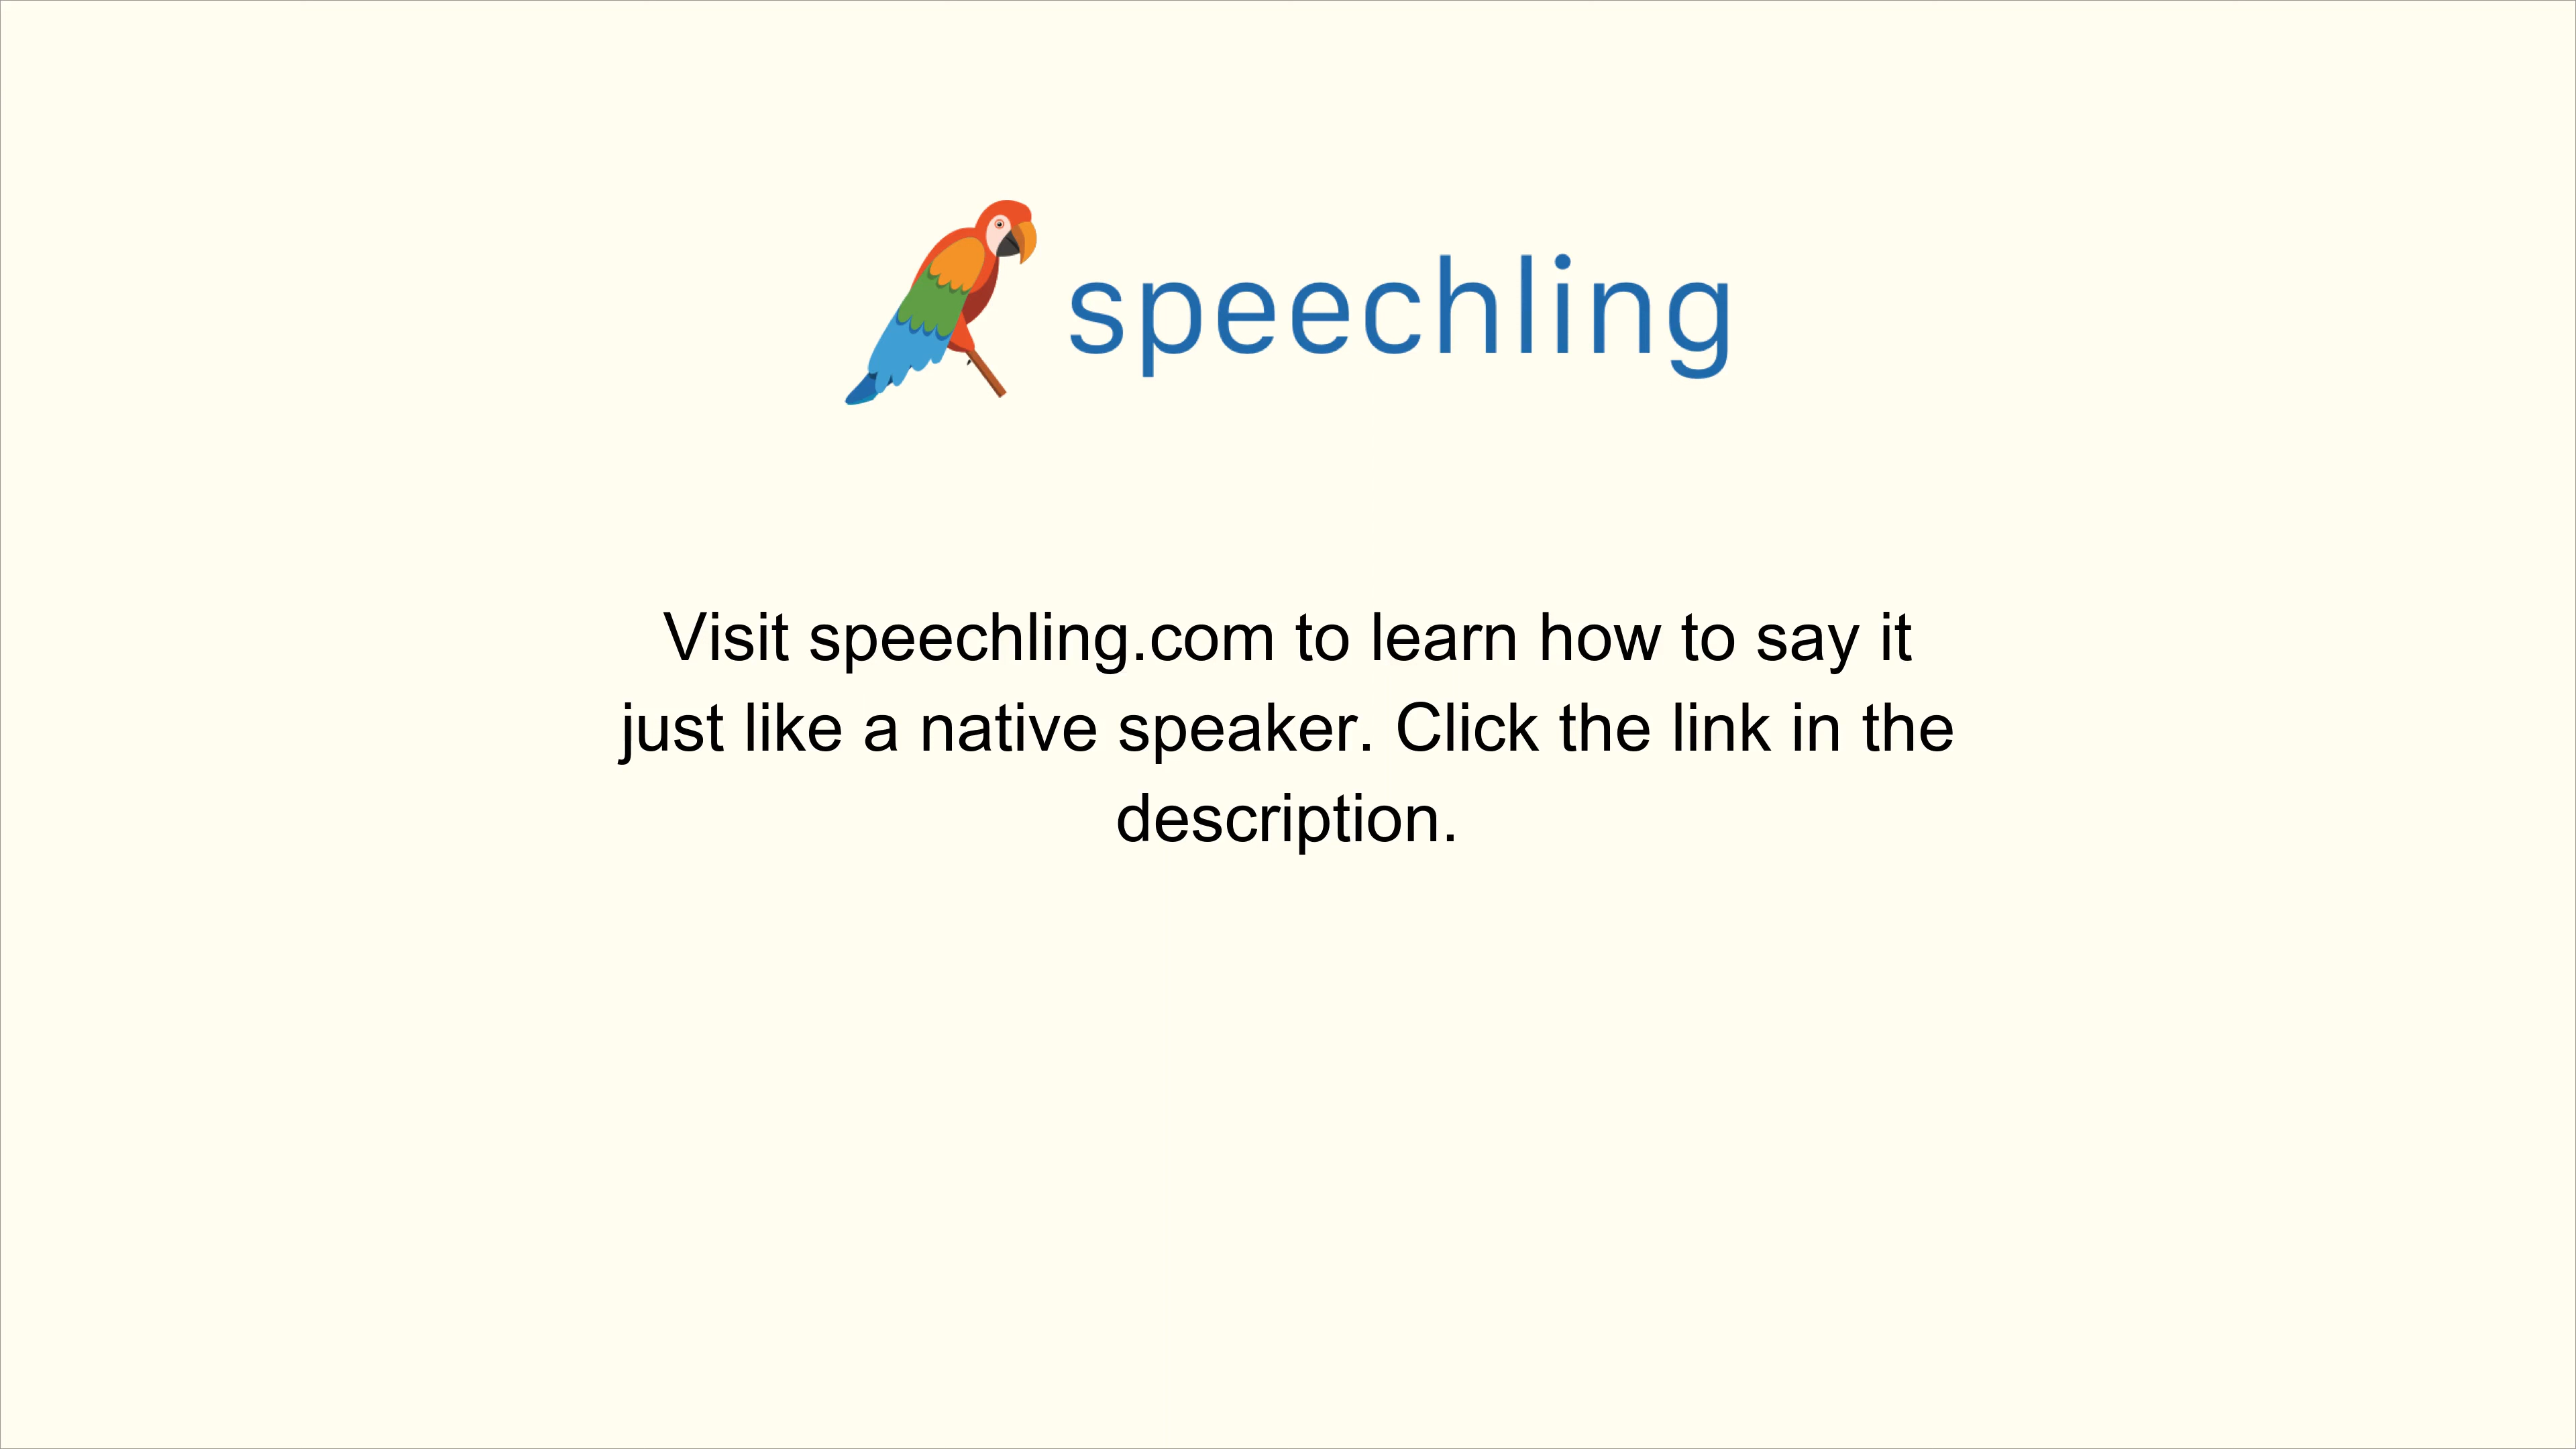 speechling
Visit speechling.com to learn how to say it
just like a native speaker. Click the link in the
description.